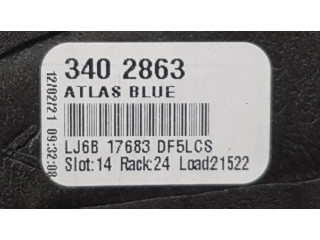 340 2863
ATLAS BLUE
LJ6B 17683 DF5LCS
Slot:14 Rack:24 Load21522
12/02/21 09:32:08